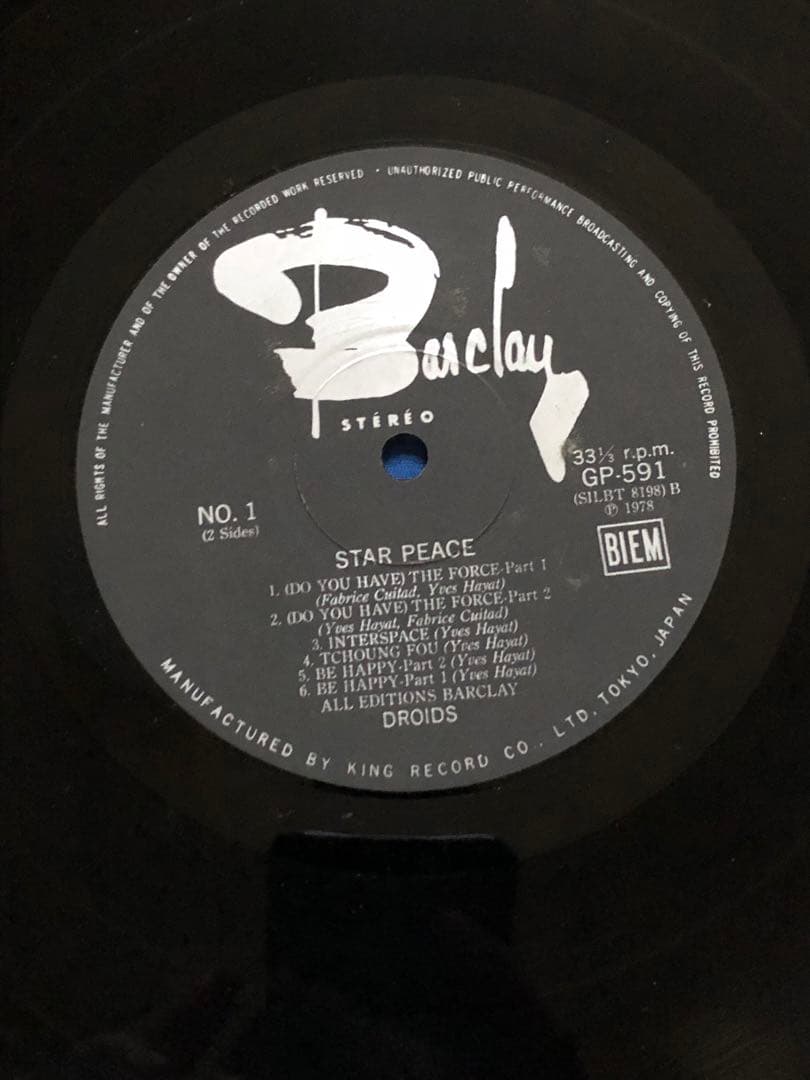 ALL RIGHTS OF THE MANUFACTURER AND OF THE OWNER OF THE RECORDED WORK RESERVED · UNAUTHORIZED PUBLIC PERFORMANCE BROADCASTING AND COPYING OF THIS RECORD PROHIBITED
Barclay
STÉRÉO
33⅓ r.p.m.
GP-591
(SILBT 8198) B
Ⓟ 1978
NO. 1
(2 Sides)
BIEM
STAR PEACE
1. (DO YOU HAVE) THE FORCE-Part 1
(Fabrice Cuitad, Yves Hayat)
2. (DO YOU HAVE) THE FORCE-Part 2
(Yves Hayat, Fabrice Cuitad)
3. INTERSPACE (Yves Hayat)
4. TCHOUNG FOU (Yves Hayat)
5. BE HAPPY-Part 2 (Yves Hayat)
6. BE HAPPY-Part 1 (Yves Hayat)
ALL EDITIONS BARCLAY
DROIDS
MANUFACTURED BY KING RECORD CO., LTD. TOKYO, JAPAN